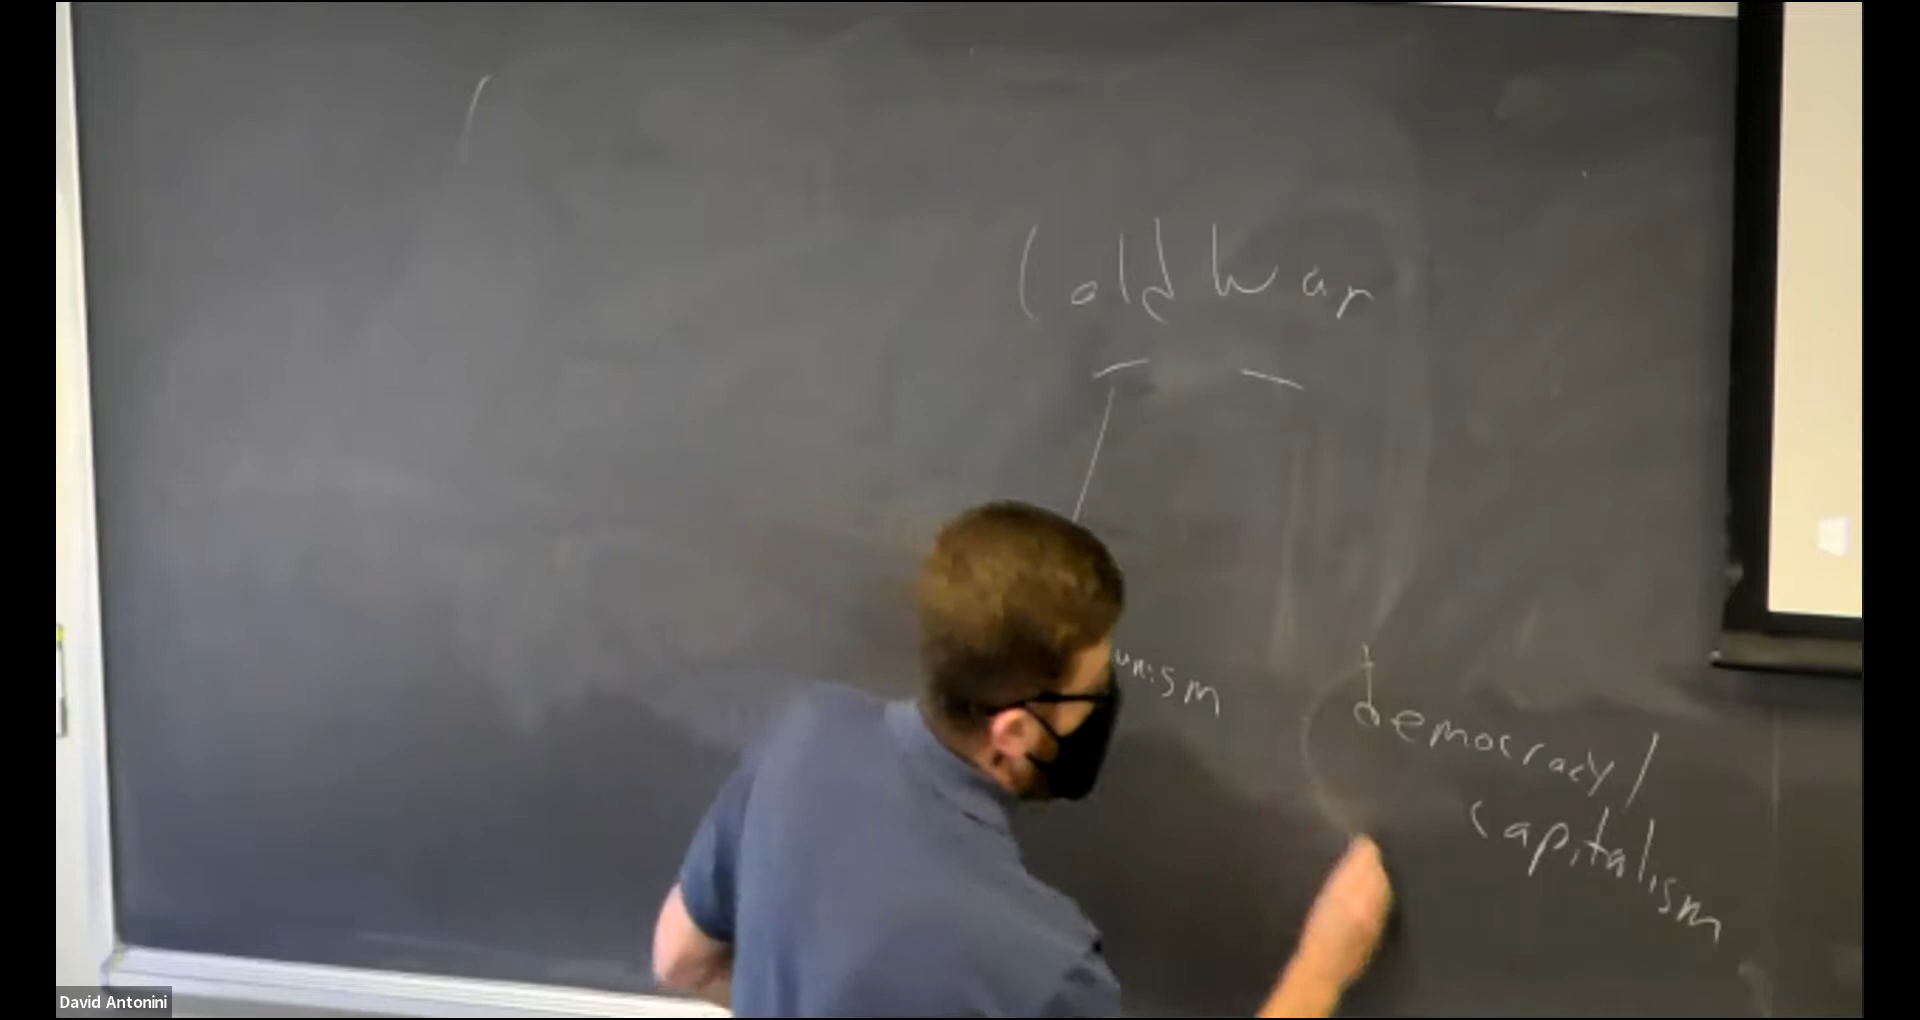 Cold War
unism
democracy/
capitalism
David Antonini